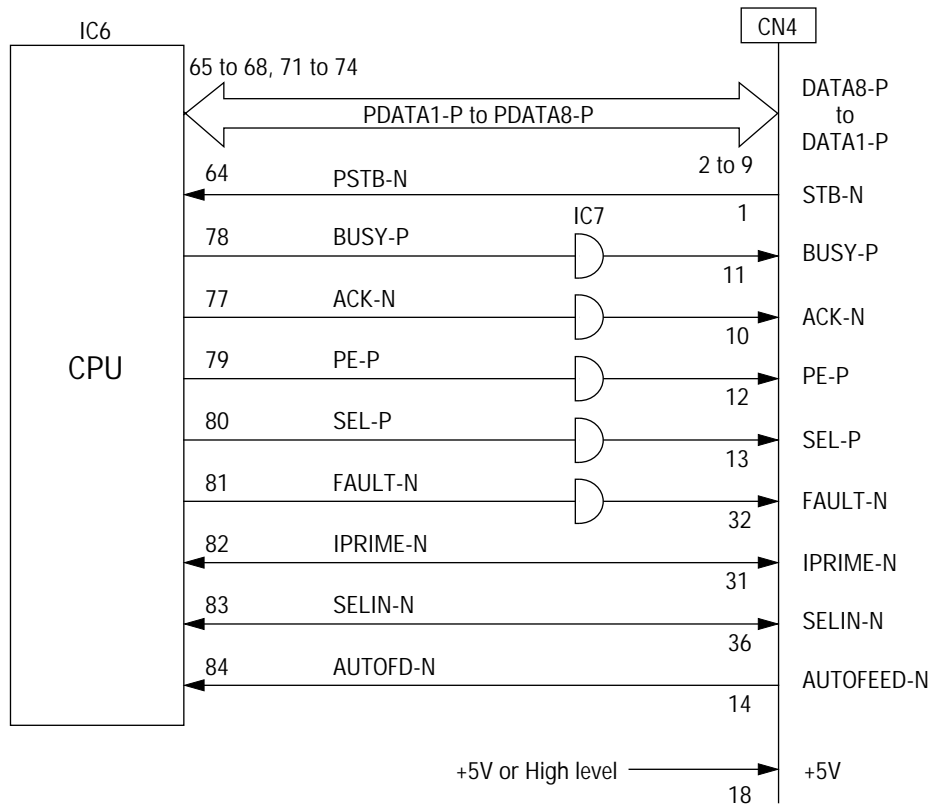 IC6
CN4
65 to 68, 71 to 74
PDATA1-P to PDATA8-P
DATA8-P
to
DATA1-P
2 to 9
64 PSTB-N
1
STB-N
IC7
78 BUSY-P
11
BUSY-P
77 ACK-N
10
ACK-N
CPU
79 PE-P
12
PE-P
80 SEL-P
13
SEL-P
81 FAULT-N
32
FAULT-N
82 IPRIME-N
31
IPRIME-N
83 SELIN-N
36
SELIN-N
84 AUTOFD-N
14
AUTOFEED-N
+5V or High level
18
+5V